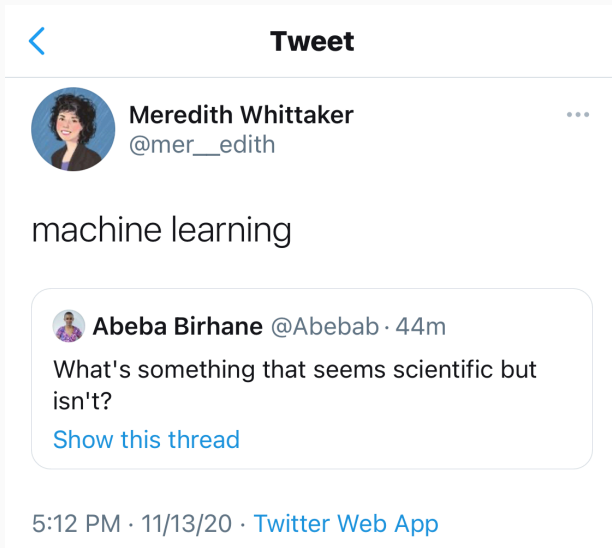 Tweet
Meredith Whittaker
@mer__edith
machine learning
Abeba Birhane @Abebab · 44m
What's something that seems scientific but
isn't?
Show this thread
5:12 PM · 11/13/20 · Twitter Web App